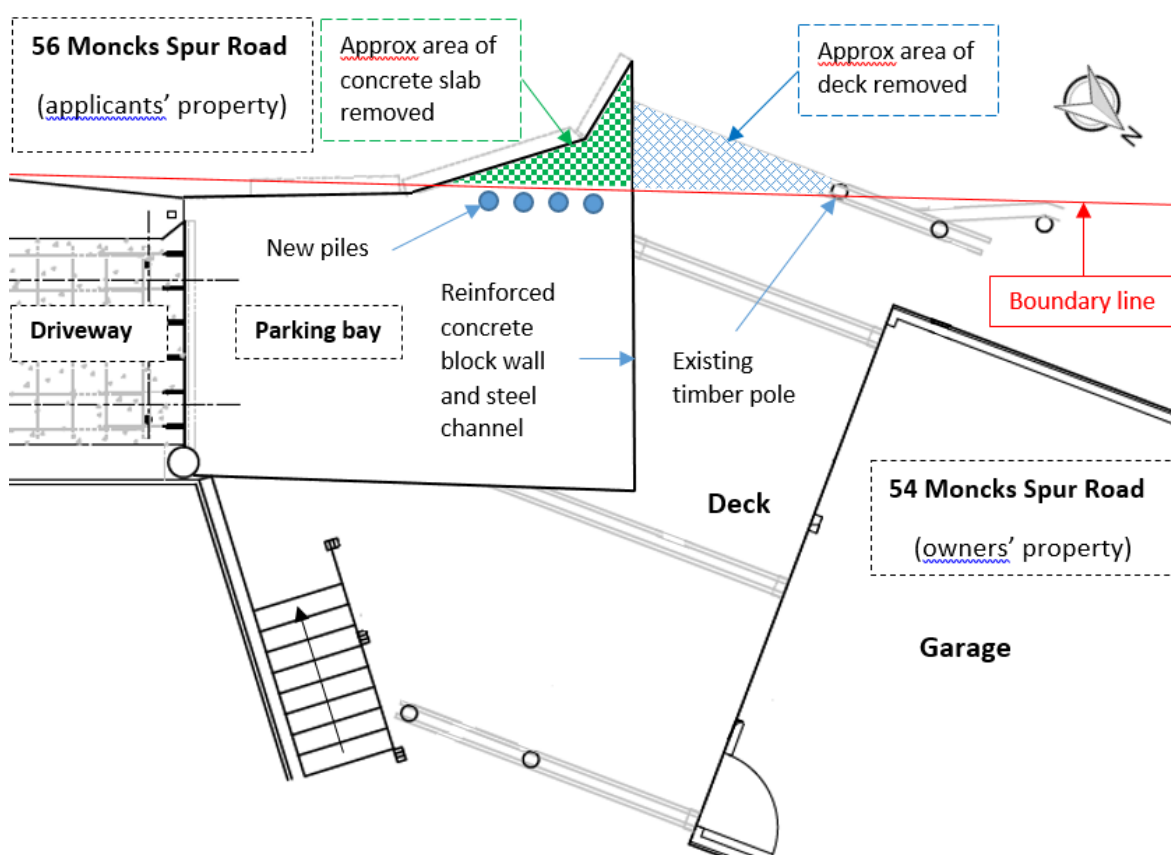 56 Moncks Spur Road
(applicants’ property)
Approx area of
concrete slab
removed
Approx area of
deck removed
N
New piles
Boundary line
Driveway
Parking bay
Reinforced
concrete
block wall
and steel
channel
Existing
timber pole
Deck
54 Moncks Spur Road
(owners’ property)
Garage